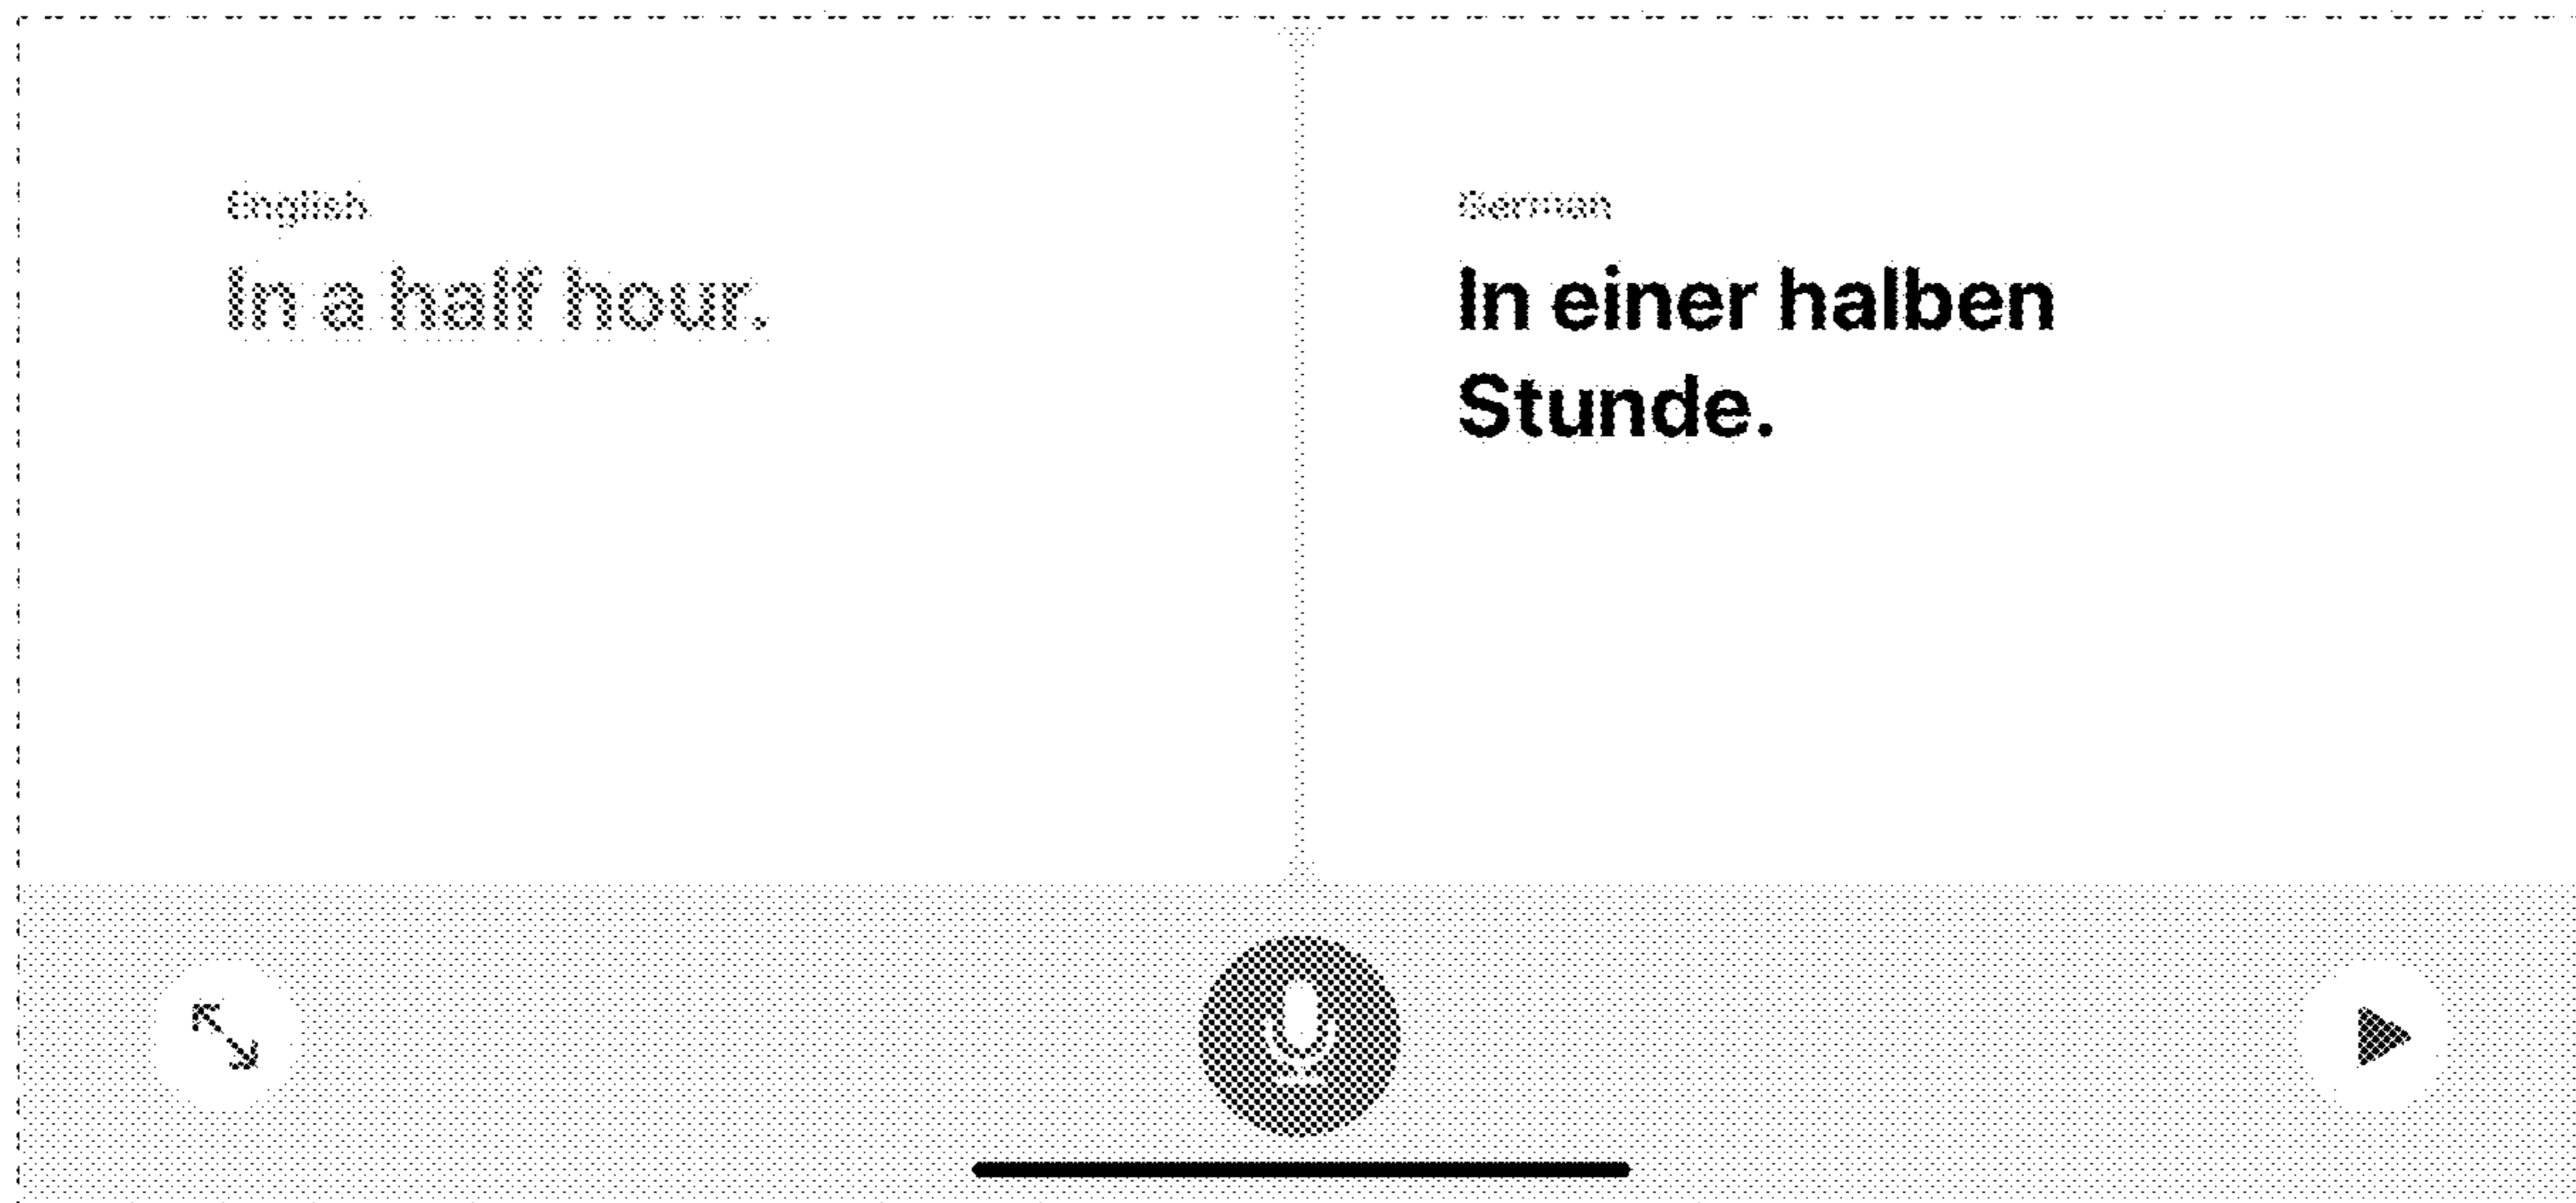 English
In a half hour.
German
In einer halben
Stunde.